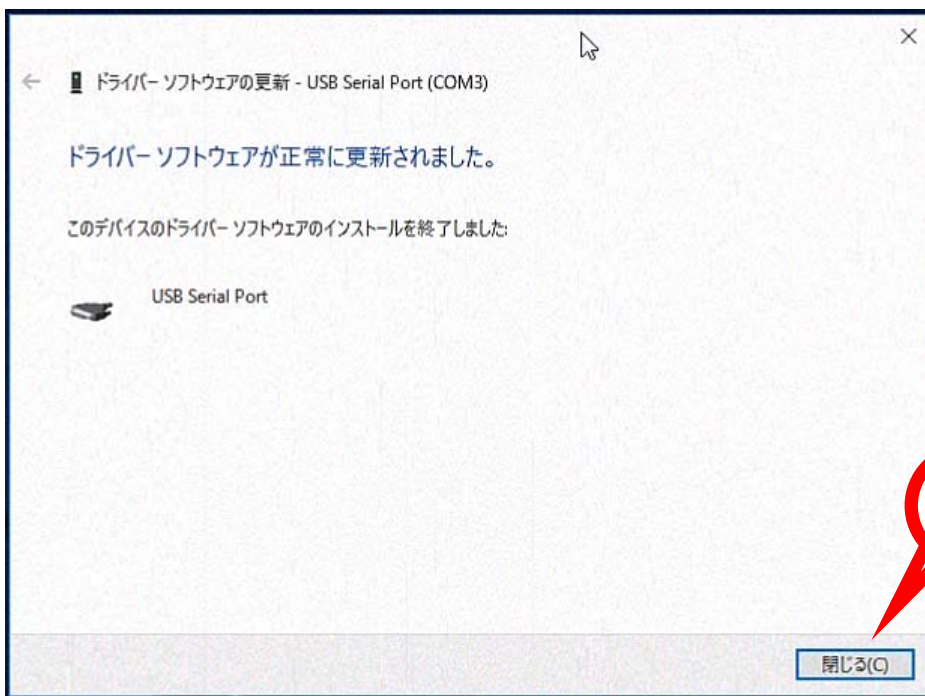 ドライバー ソフトウェアの更新 - USB Serial Port (COM3)
ドライバー ソフトウェアが正常に更新されました。
このデバイスのドライバー ソフトウェアのインストールを終了しました:
USB Serial Port
閉じる(C)